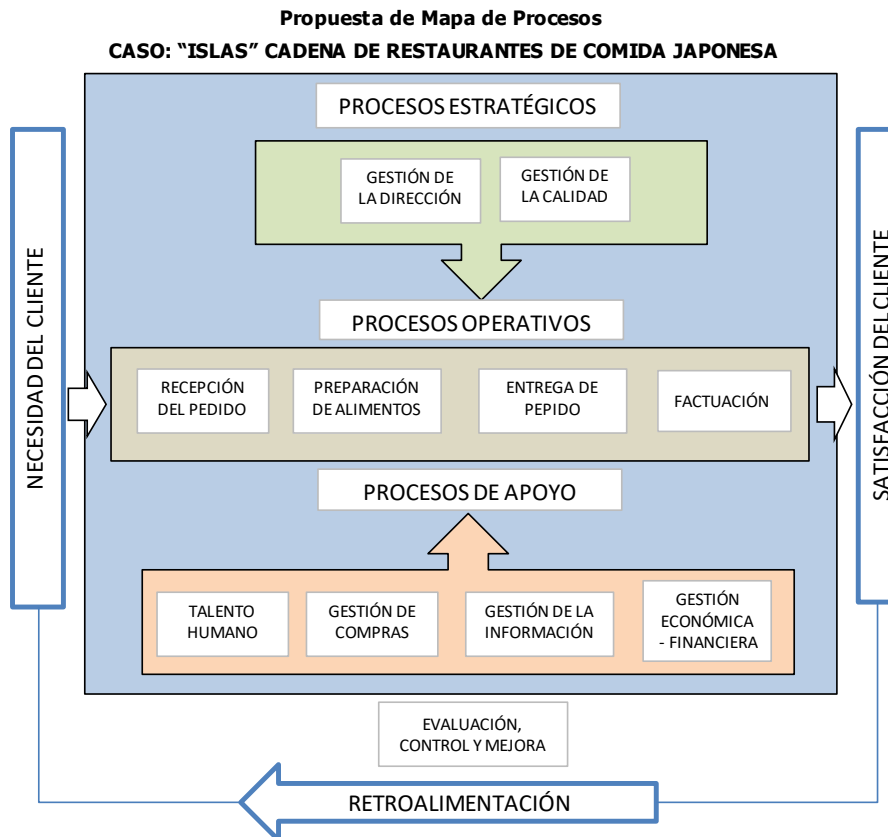 Propuesta de Mapa de Procesos
CASO: “ISLAS” CADENA DE RESTAURANTES DE COMIDA JAPONESA
PROCESOS ESTRATÉGICOS
GESTIÓN DE
LA DIRECCIÓN
GESTIÓN DE
LA CALIDAD
NECESIDAD DEL CLIENTE
PROCESOS OPERATIVOS
RECEPCIÓN
DEL PEDIDO
PREPARACIÓN
DE ALIMENTOS
ENTREGA DE
PEPIDO
FACTUACIÓN
SATISFACCIÓN DEL CLIENTE
PROCESOS DE APOYO
TALENTO
HUMANO
GESTIÓN DE
COMPRAS
GESTIÓN DE LA
INFORMACIÓN
GESTIÓN
ECONÓMICA
- FINANCIERA
EVALUACIÓN,
CONTROL Y MEJORA
RETROALIMENTACIÓN